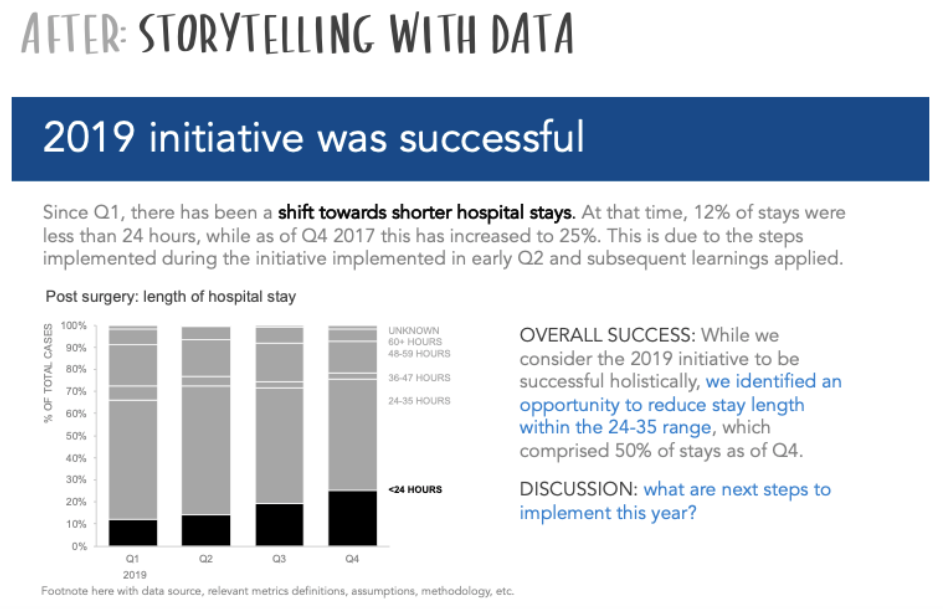 AFTER: STORYTELLING WITH DATA
2019 initiative was successful
Since Q1, there has been a shift towards shorter hospital stays. At that time, 12% of stays were
less than 24 hours, while as of Q4 2017 this has increased to 25%. This is due to the steps
implemented during the initiative implemented in early Q2 and subsequent learnings applied.
Post surgery: length of hospital stay
% OF TOTAL CASES
100%
90%
80%
70%
60%
50%
40%
30%
20%
10%
0%
Q1
Q2
Q3
Q4
2019
UNKNOWN
60+ HOURS
48-59 HOURS
36-47 HOURS
24-35 HOURS
<24 HOURS
OVERALL SUCCESS: While we
consider the 2019 initiative to be
successful holistically, we identified an
opportunity to reduce stay length
within the 24-35 range, which
comprised 50% of stays as of Q4.
DISCUSSION: what are next steps to
implement this year?
Footnote here with data source, relevant metrics definitions, assumptions, methodology, etc.